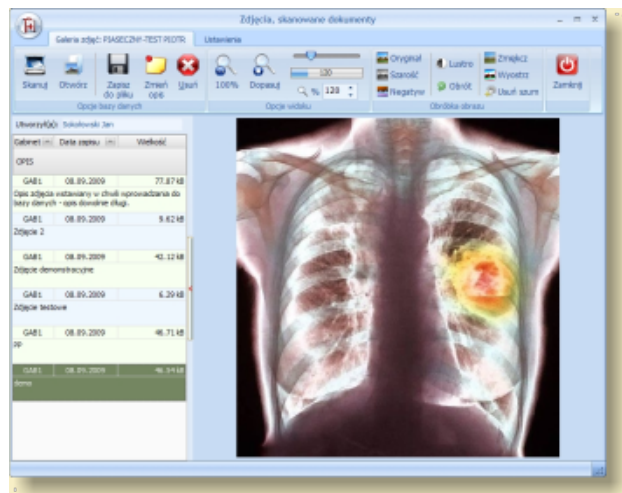 Zdjęcia, skanowane dokumenty
Galeria zdjęć: PIASECZNY-TEST PIOTR
Ustawienia
Skanuj
Otwórz
Zapisz do pliku
Zmień opis
Usuń
Opcje bazy danych
100%
Dopasuj
120
% 120
Opcje widoku
Oryginał
Szarość
Negatyw
Lustro
Obrót
Zmiękcz
Wyostrz
Usuń szum
Obróbka obrazu
Zamknij
Utworzył(a): Sokołowski Jan
Gabinet Data zapisu Wielkość
OPIS
GAB1 08.09.2009 77.87 kB
Opis zdjęcia wstawiany w chwili wprowadzania do
bazy danych - opis dowolnie długi.
GAB1 08.09.2009 9.62 kB
Zdjęcie 2
GAB1 08.09.2009 42.12 kB
Zdjęcie demonstracyjne
GAB1 08.09.2009 6.29 kB
Zdjęcie testowe
GAB1 08.09.2009 46.71 kB
PP
GAB1 08.09.2009 46.54 kB
demo